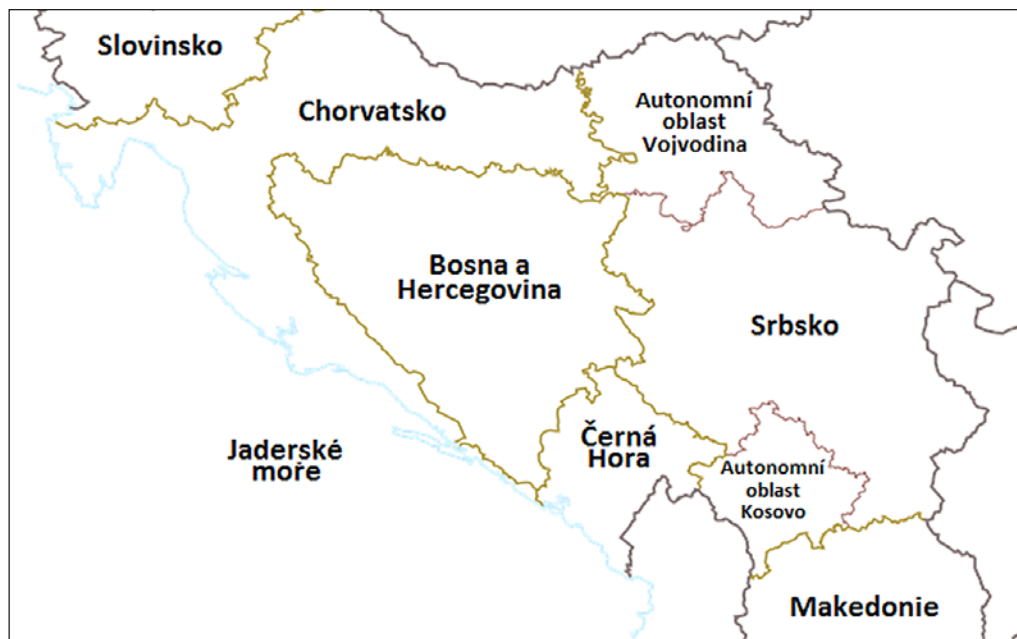 Slovinsko
Chorvatsko
Autonomní
oblast
Vojvodina
Bosna a
Hercegovina
Srbsko
Jaderské
moře
Černá
Hora
Autonomní
oblast
Kosovo
Makedonie